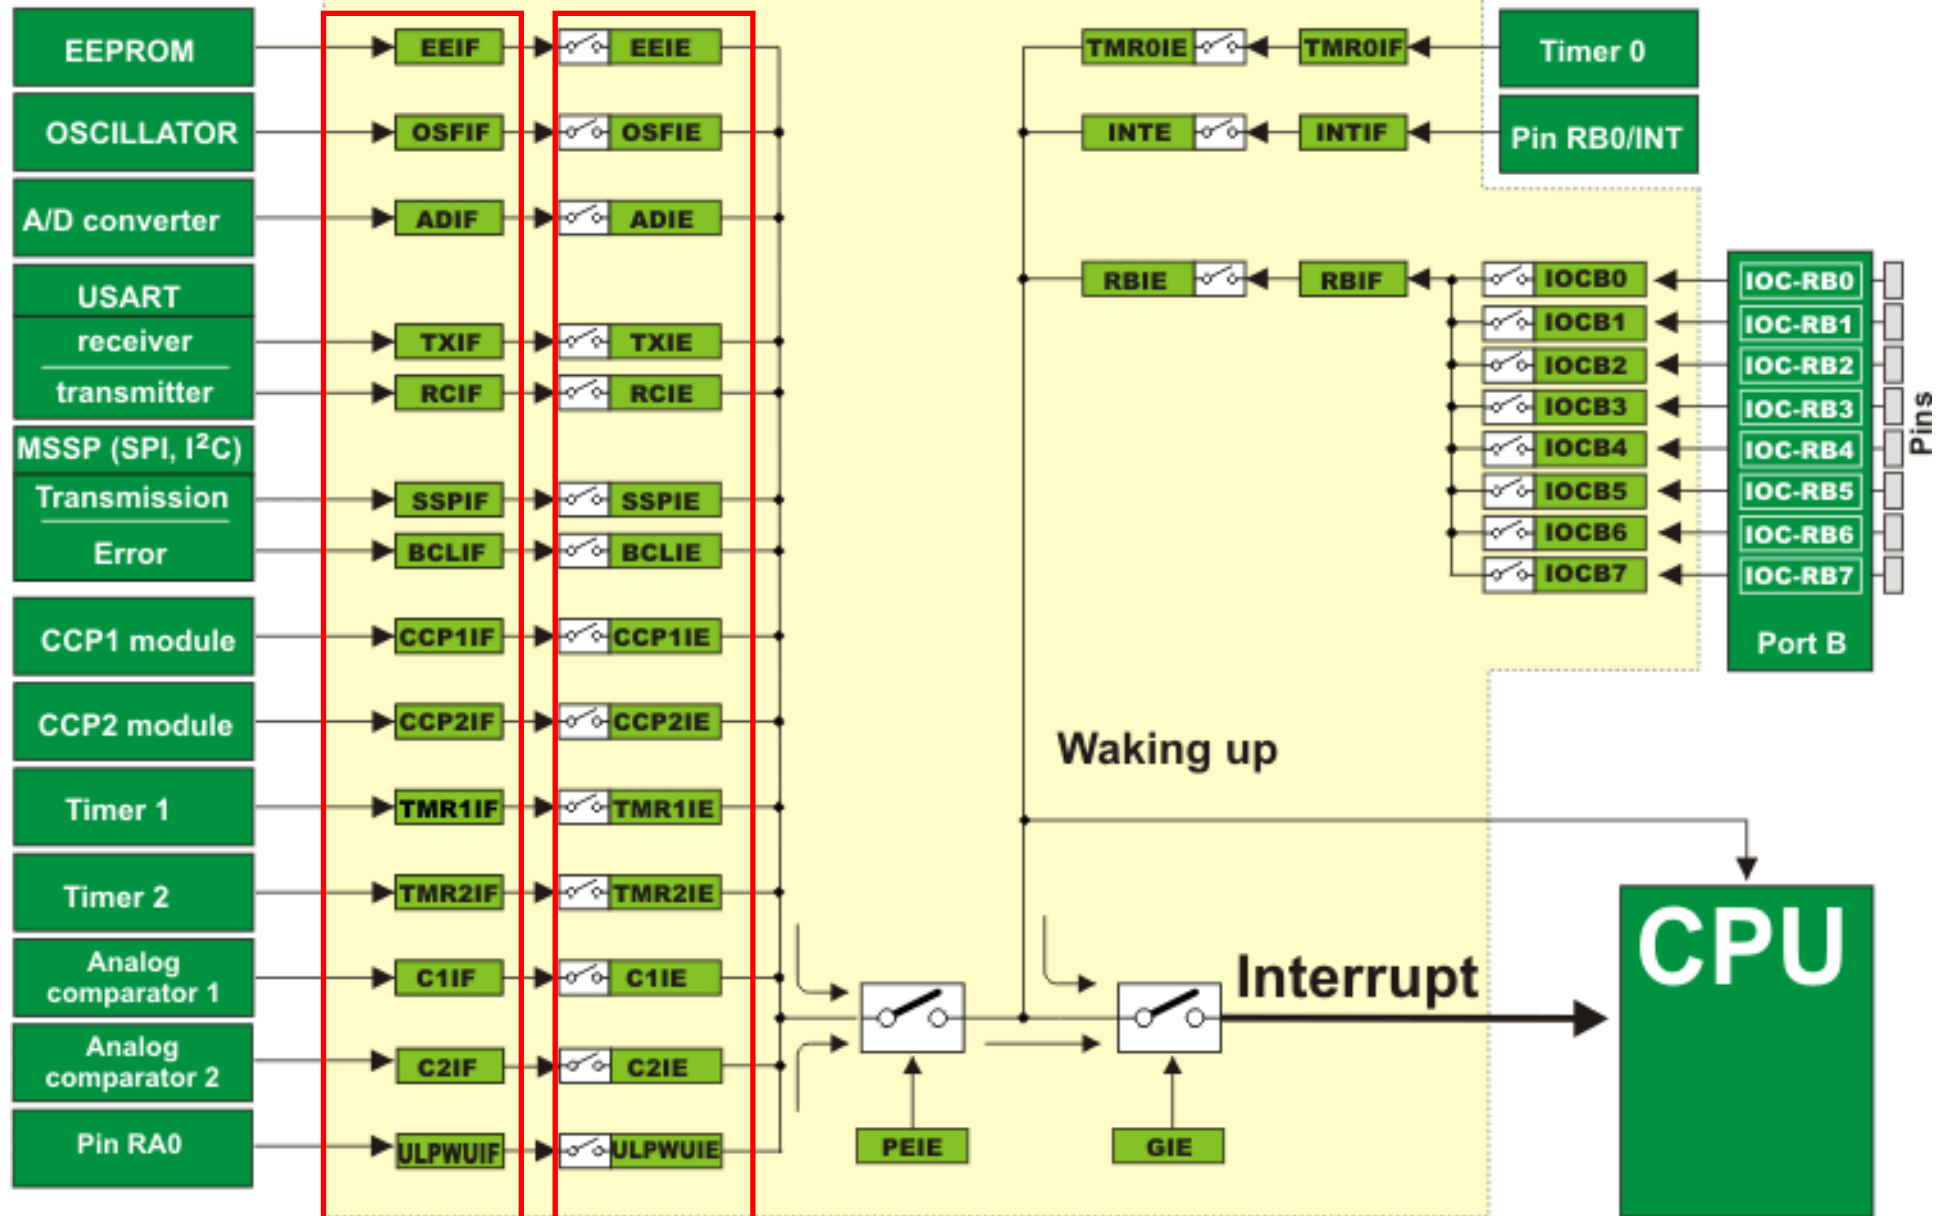 EEPROM
EEIF
EEIE
OSCILLATOR
OSFIF
OSFIE
A/D converter
ADIF
ADIE
USART
receiver
TXIF
TXIE
transmitter
RCIF
RCIE
MSSP (SPI, I²C)
Transmission
SSPIF
SSPIE
Error
BCLIF
BCLIE
CCP1 module
CCP1IF
CCP1IE
CCP2 module
CCP2IF
CCP2IE
Timer 1
TMR1IF
TMR1IE
Timer 2
TMR2IF
TMR2IE
Analog
comparator 1
C1IF
C1IE
Analog
comparator 2
C2IF
C2IE
Pin RA0
ULPWUIF
ULPWUIE
TMR0IE
TMR0IF
Timer 0
INTE
INTIF
Pin RB0/INT
RBIE
RBIF
IOCB0
IOC-RB0
IOCB1
IOC-RB1
IOCB2
IOC-RB2
IOCB3
IOC-RB3
IOCB4
IOC-RB4
IOCB5
IOC-RB5
IOCB6
IOC-RB6
IOCB7
IOC-RB7
Port B
Pins
Waking up
PEIE
GIE
Interrupt
CPU